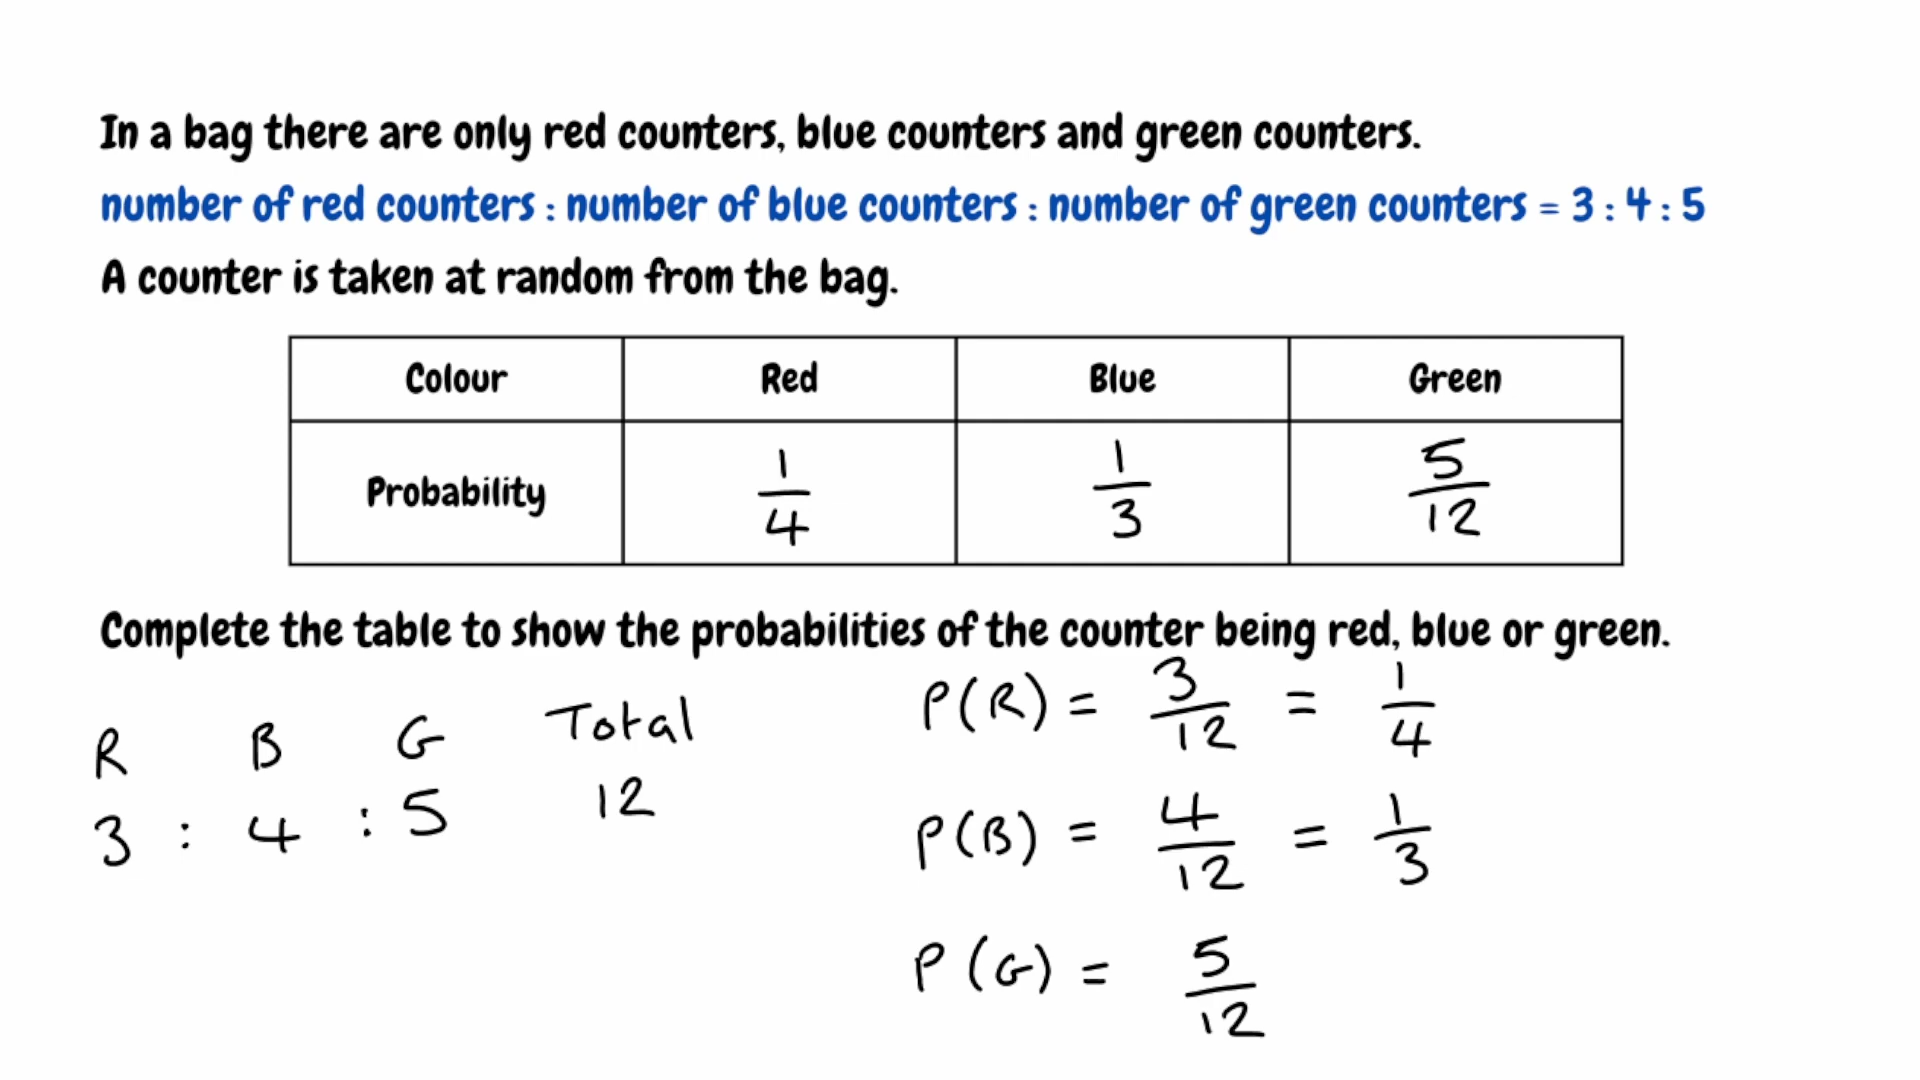 In a bag there are only red counters, blue counters and green counters.
number of red counters : number of blue counters : number of green counters = 3 : 4 : 5
A counter is taken at random from the bag.
Colour Red Blue Green
Probability 1/4 1/3 5/12
Complete the table to show the probabilities of the counter being red, blue or green.
R B G Total
3 : 4 : 5 12
P(R) = 3/12 = 1/4
P(B) = 4/12 = 1/3
P(G) = 5/12